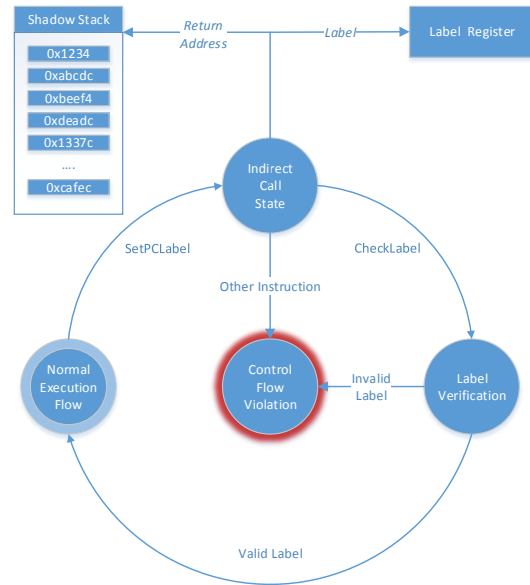 Shadow Stack
0x1234
0xabcdc
0xbeef4
0xdeadc
0x1337c
....
0xcafec
Return
Address
Label
Label Register
Indirect
Call
State
SetPCLabel
CheckLabel
Other Instruction
Normal
Execution
Flow
Control
Flow
Violation
Invalid
Label
Label
Verification
Valid Label